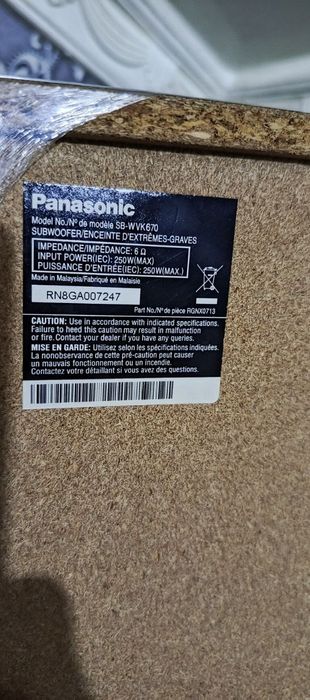 Panasonic
Model No./Nº de modèle SB-WVK670
SUBWOOFER/ENCEINTE D'EXTRÊMES-GRAVES
IMPEDANCE/IMPÉDANCE: 6 Ω
INPUT POWER(IEC): 250W(MAX.)
PUISSANCE D'ENTRÉE(IEC): 250W(MAX.)
Made in Malaysia/Fabriqué en Malaisie
RN8GA007247
Part No./Nº de pièce RGNX0713
CAUTION: Use in accordance with indicated specifications.
Failure to heed this caution may result in malfunction
or fire.Contact your dealer if you have any queries.
MISE EN GARDE: Utilisez selon les spécifications indiquées.
La nonobservance de cette pré-caution peut causer
un mauvais fonctionnement ou un incendie.
Contactez votre détaillant si vous avez des questions.